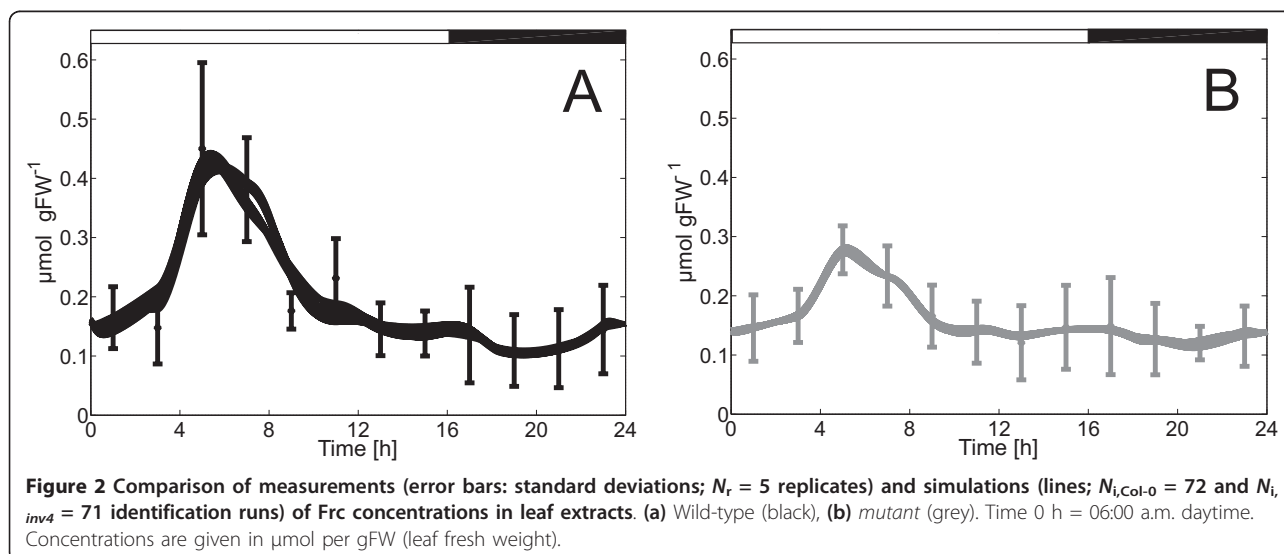 A
B
0.6
0.5
0.4
0.3
0.2
0.1
0
μmol gFW⁻¹
0 4 8 12 16 20 24
Time [h]
0.6
0.5
0.4
0.3
0.2
0.1
0
μmol gFW⁻¹
0 4 8 12 16 20 24
Time [h]
Figure 2 Comparison of measurements (error bars: standard deviations; Nr = 5 replicates) and simulations (lines; Ni,Col-0 = 72 and Ni,
inv4 = 71 identification runs) of Frc concentrations in leaf extracts. (a) Wild-type (black), (b) mutant (grey). Time 0 h = 06:00 a.m. daytime.
Concentrations are given in μmol per gFW (leaf fresh weight).